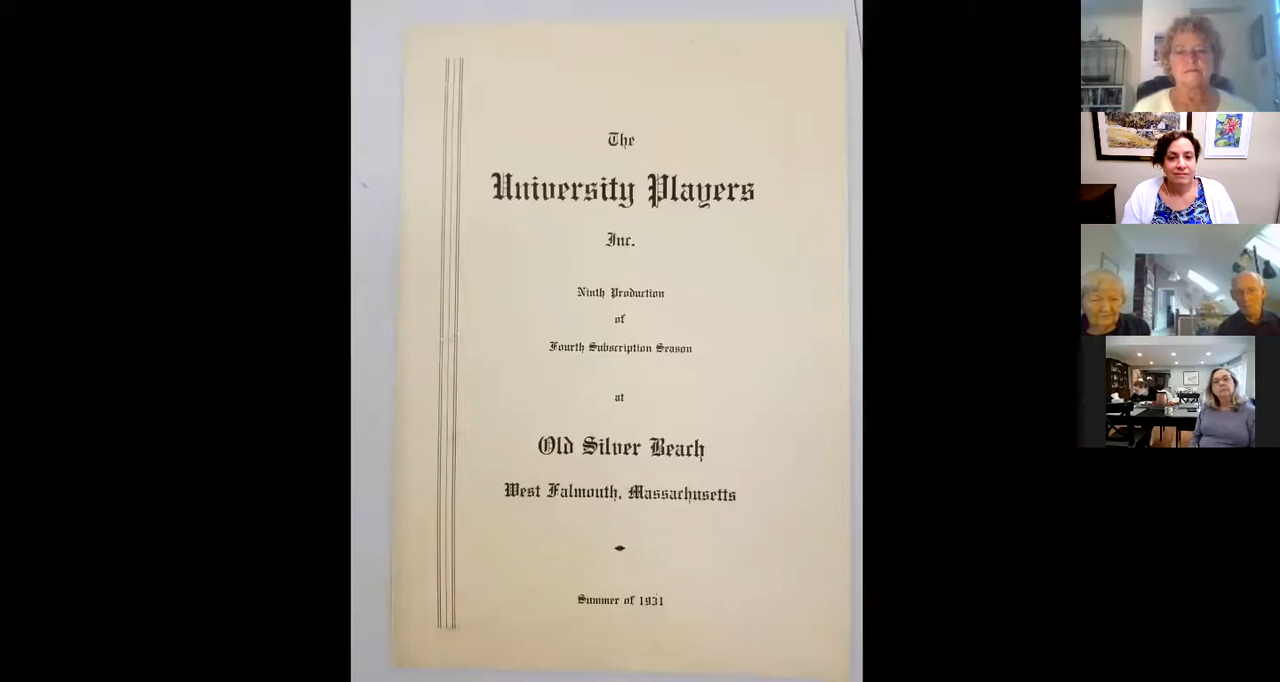 The
University Players
Inc.
Ninth Production
of
Fourth Subscription Season
at
Old Silver Beach
West Falmouth, Massachusetts
Summer of 1931